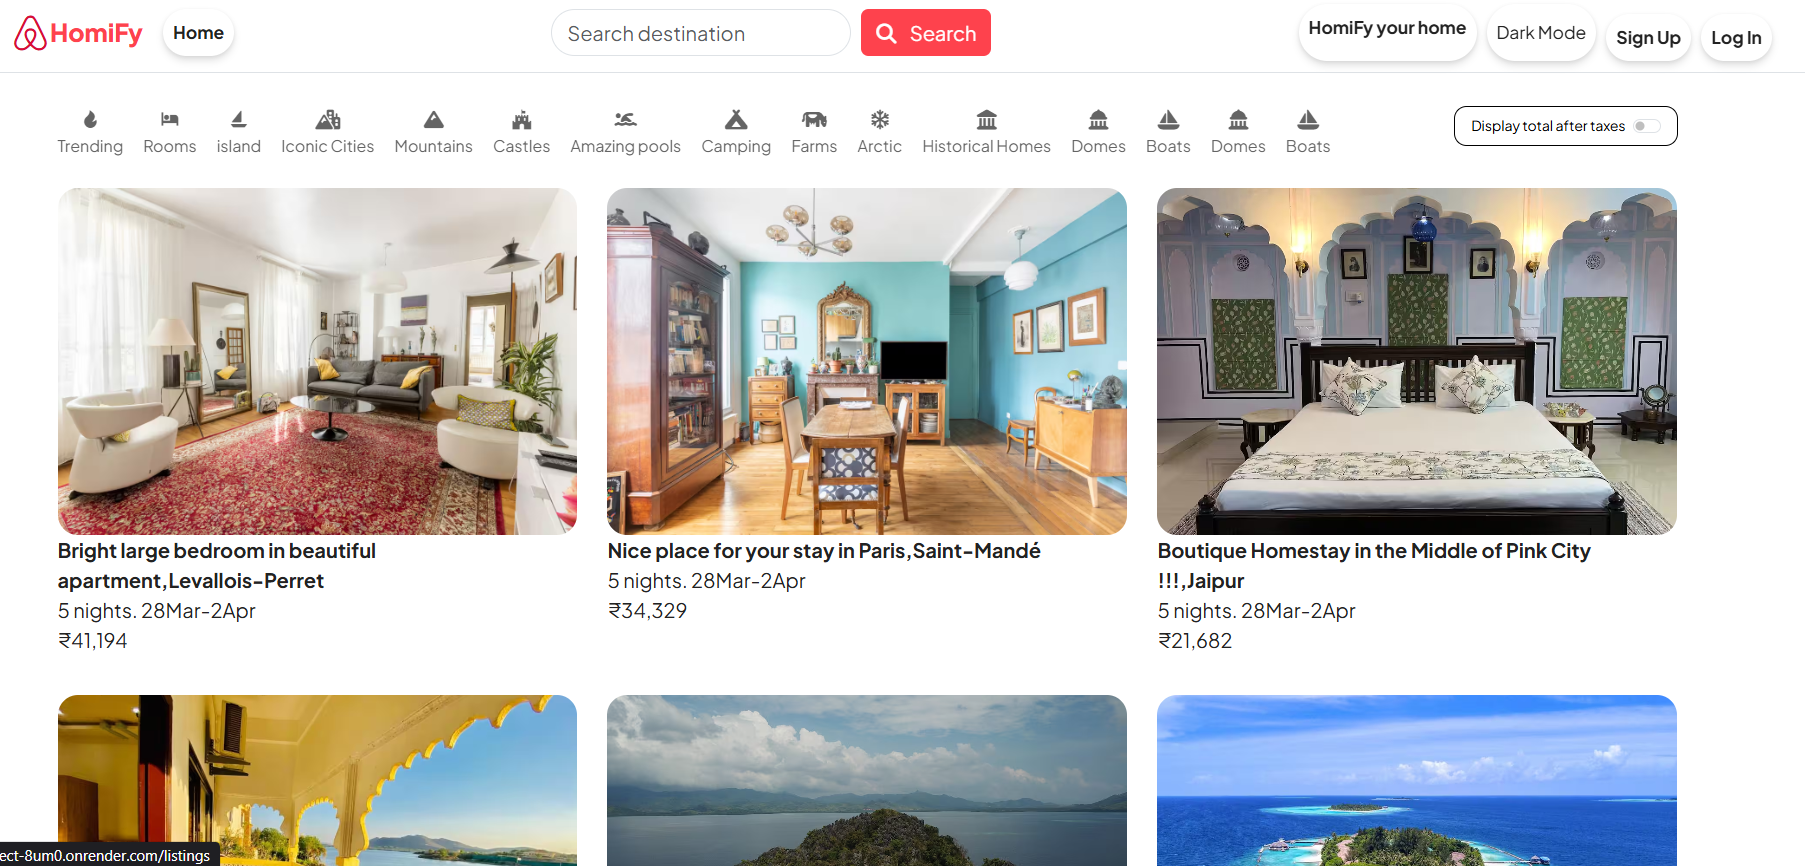 HomiFy
Home
Search destination
Search
HomiFy your home
Dark Mode
Sign Up
Log In
Trending
Rooms
island
Iconic Cities
Mountains
Castles
Amazing pools
Camping
Farms
Arctic
Historical Homes
Domes
Boats
Domes
Boats
Display total after taxes
Bright large bedroom in beautiful
apartment,Levallois-Perret
5 nights. 28Mar-2Apr
₹41,194
Nice place for your stay in Paris,Saint-Mandé
5 nights. 28Mar-2Apr
₹34,329
Boutique Homestay in the Middle of Pink City
!!!,Jaipur
5 nights. 28Mar-2Apr
₹21,682
ect-8um0.onrender.com/listings